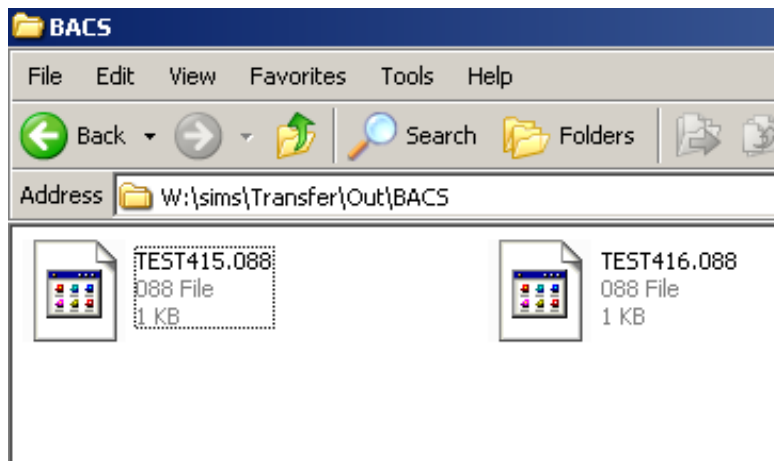 BACS
File Edit View Favorites Tools Help
Back Search Folders
Address W:\sims\Transfer\Out\BACS
TEST415.088 TEST416.088
088 File 088 File
1 KB 1 KB